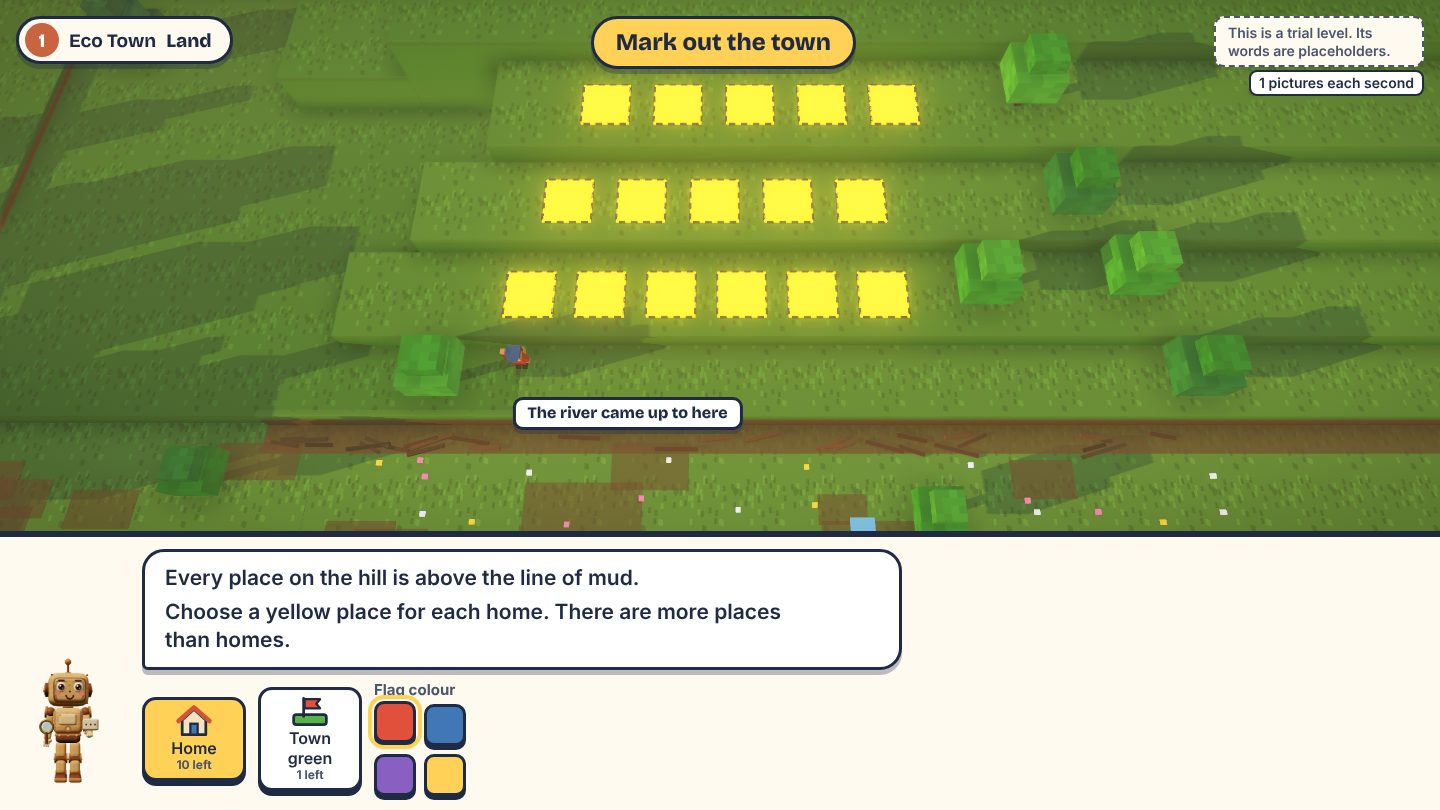 1 Eco Town Land
Mark out the town
This is a trial level. Its
words are placeholders.
1 pictures each second
The river came up to here
Every place on the hill is above the line of mud.
Choose a yellow place for each home. There are more places
than homes.
Home
10 left
Town
green
1 left
Flag colour